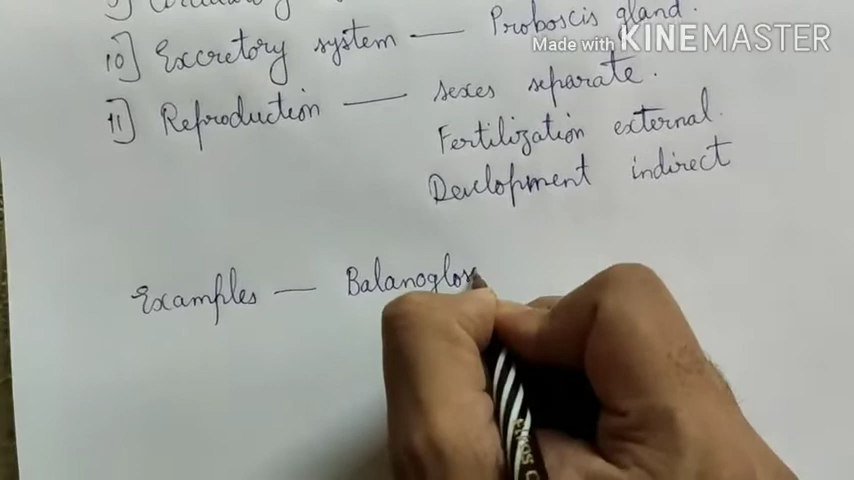 10] Excretory system — Proboscis gland.
Made with KINEMASTER
11] Reproduction — sexes separate.
Fertilization external.
Development indirect
Examples — Balanoglos